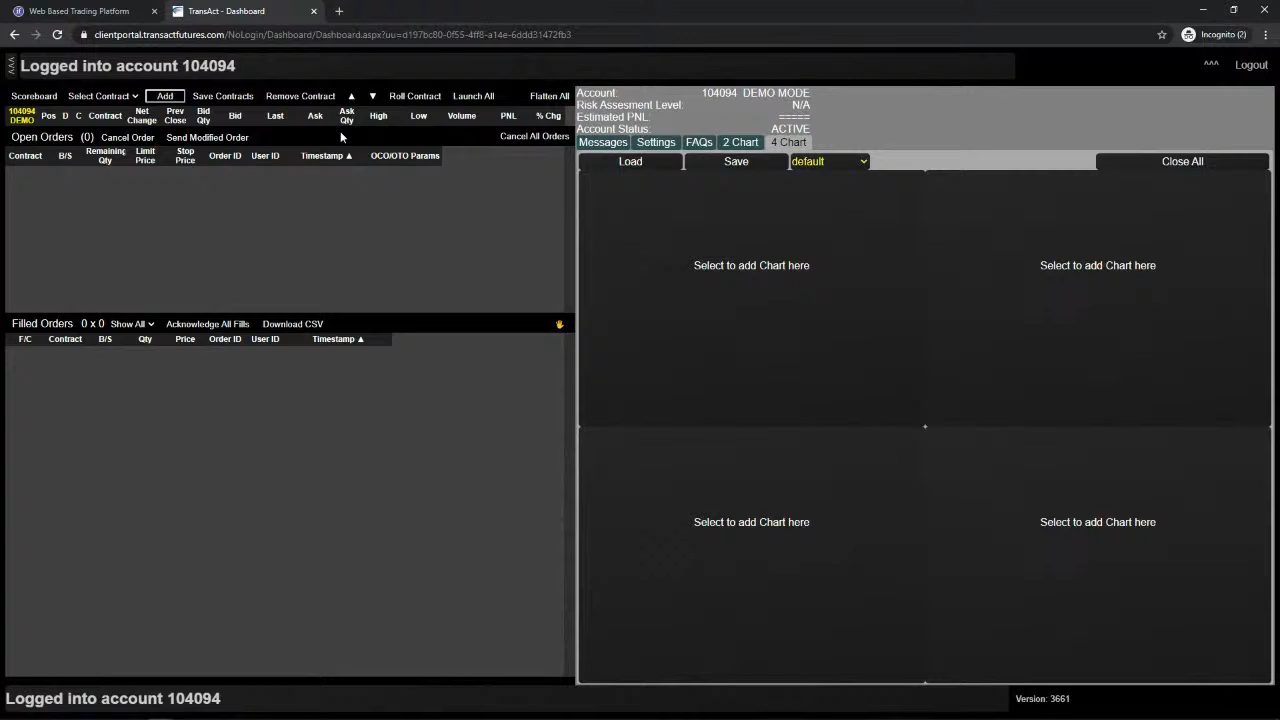 Web Based Trading Platform
TransAct - Dashboard
clientportal.transactfutures.com/NoLogin/Dashboard/Dashboard.aspx?uu=d197bc80-0f55-4ff8-a14e-6ddd31472fb3
Incognito (2)
Logged into account 104094
^^^ Logout
Scoreboard Select Contract Add Save Contracts Remove Contract ▲ ▼ Roll Contract Launch All Flatten All
104094 DEMO Pos D C Contract Net Change Prev Close Bid Qty Bid Last Ask Ask Qty High Low Volume PNL % Chg
Open Orders (0) Cancel Order Send Modified Order Cancel All Orders
Contract B/S Remaining Qty Limit Price Stop Price Order ID User ID Timestamp ▲ OCO/OTO Params
Filled Orders 0 x 0 Show All Acknowledge All Fills Download CSV
F/C Contract B/S Qty Price Order ID User ID Timestamp ▲
Account: 104094 DEMO MODE
Risk Assesment Level: N/A
Estimated PNL: =====
Account Status: ACTIVE
Messages Settings FAQs 2 Chart 4 Chart
Load Save default Close All
Select to add Chart here
Select to add Chart here
Select to add Chart here
Select to add Chart here
Logged into account 104094
Version: 3661